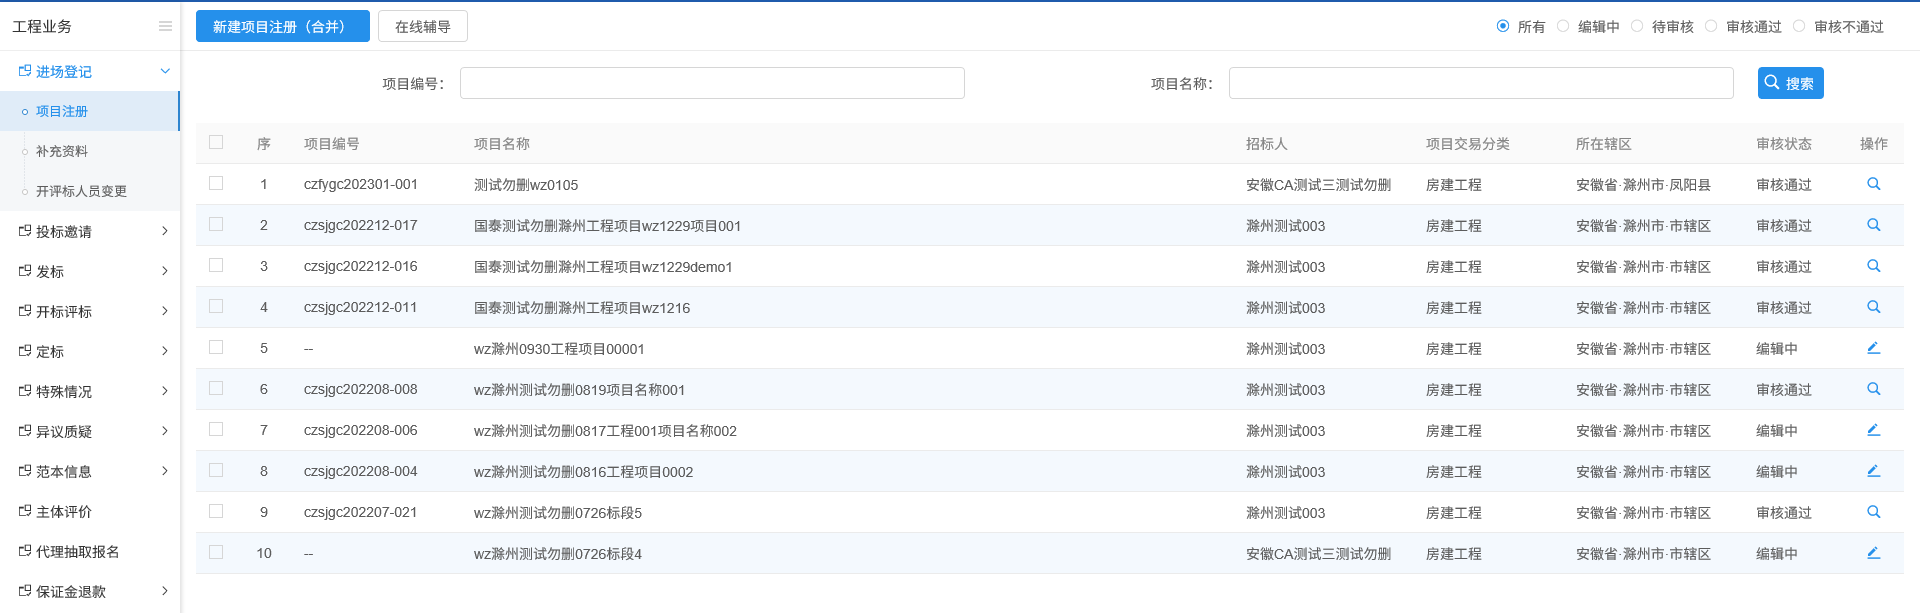 工程业务
新建项目注册（合并）
在线辅导
所有
编辑中
待审核
审核通过
审核不通过
进场登记
项目注册
补充资料
开评标人员变更
投标邀请
发标
开标评标
定标
特殊情况
异议质疑
范本信息
主体评价
代理抽取报名
保证金退款
项目编号：
项目名称：
搜索
序 项目编号 项目名称 招标人 项目交易分类 所在辖区 审核状态 操作
1 czfygc202301-001 测试勿删wz0105 安徽CA测试三测试勿删 房建工程 安徽省·滁州市·凤阳县 审核通过
2 czsjgc202212-017 国泰测试勿删滁州工程项目wz1229项目001 滁州测试003 房建工程 安徽省·滁州市·市辖区 审核通过
3 czsjgc202212-016 国泰测试勿删滁州工程项目wz1229demo1 滁州测试003 房建工程 安徽省·滁州市·市辖区 审核通过
4 czsjgc202212-011 国泰测试勿删滁州工程项目wz1216 滁州测试003 房建工程 安徽省·滁州市·市辖区 审核通过
5 -- wz滁州0930工程项目00001 滁州测试003 房建工程 安徽省·滁州市·市辖区 编辑中
6 czsjgc202208-008 wz滁州测试勿删0819项目名称001 滁州测试003 房建工程 安徽省·滁州市·市辖区 审核通过
7 czsjgc202208-006 wz滁州测试勿删0817工程001项目名称002 滁州测试003 房建工程 安徽省·滁州市·市辖区 编辑中
8 czsjgc202208-004 wz滁州测试勿删0816工程项目0002 滁州测试003 房建工程 安徽省·滁州市·市辖区 编辑中
9 czsjgc202207-021 wz滁州测试勿删0726标段5 滁州测试003 房建工程 安徽省·滁州市·市辖区 审核通过
10 -- wz滁州测试勿删0726标段4 安徽CA测试三测试勿删 房建工程 安徽省·滁州市·市辖区 编辑中